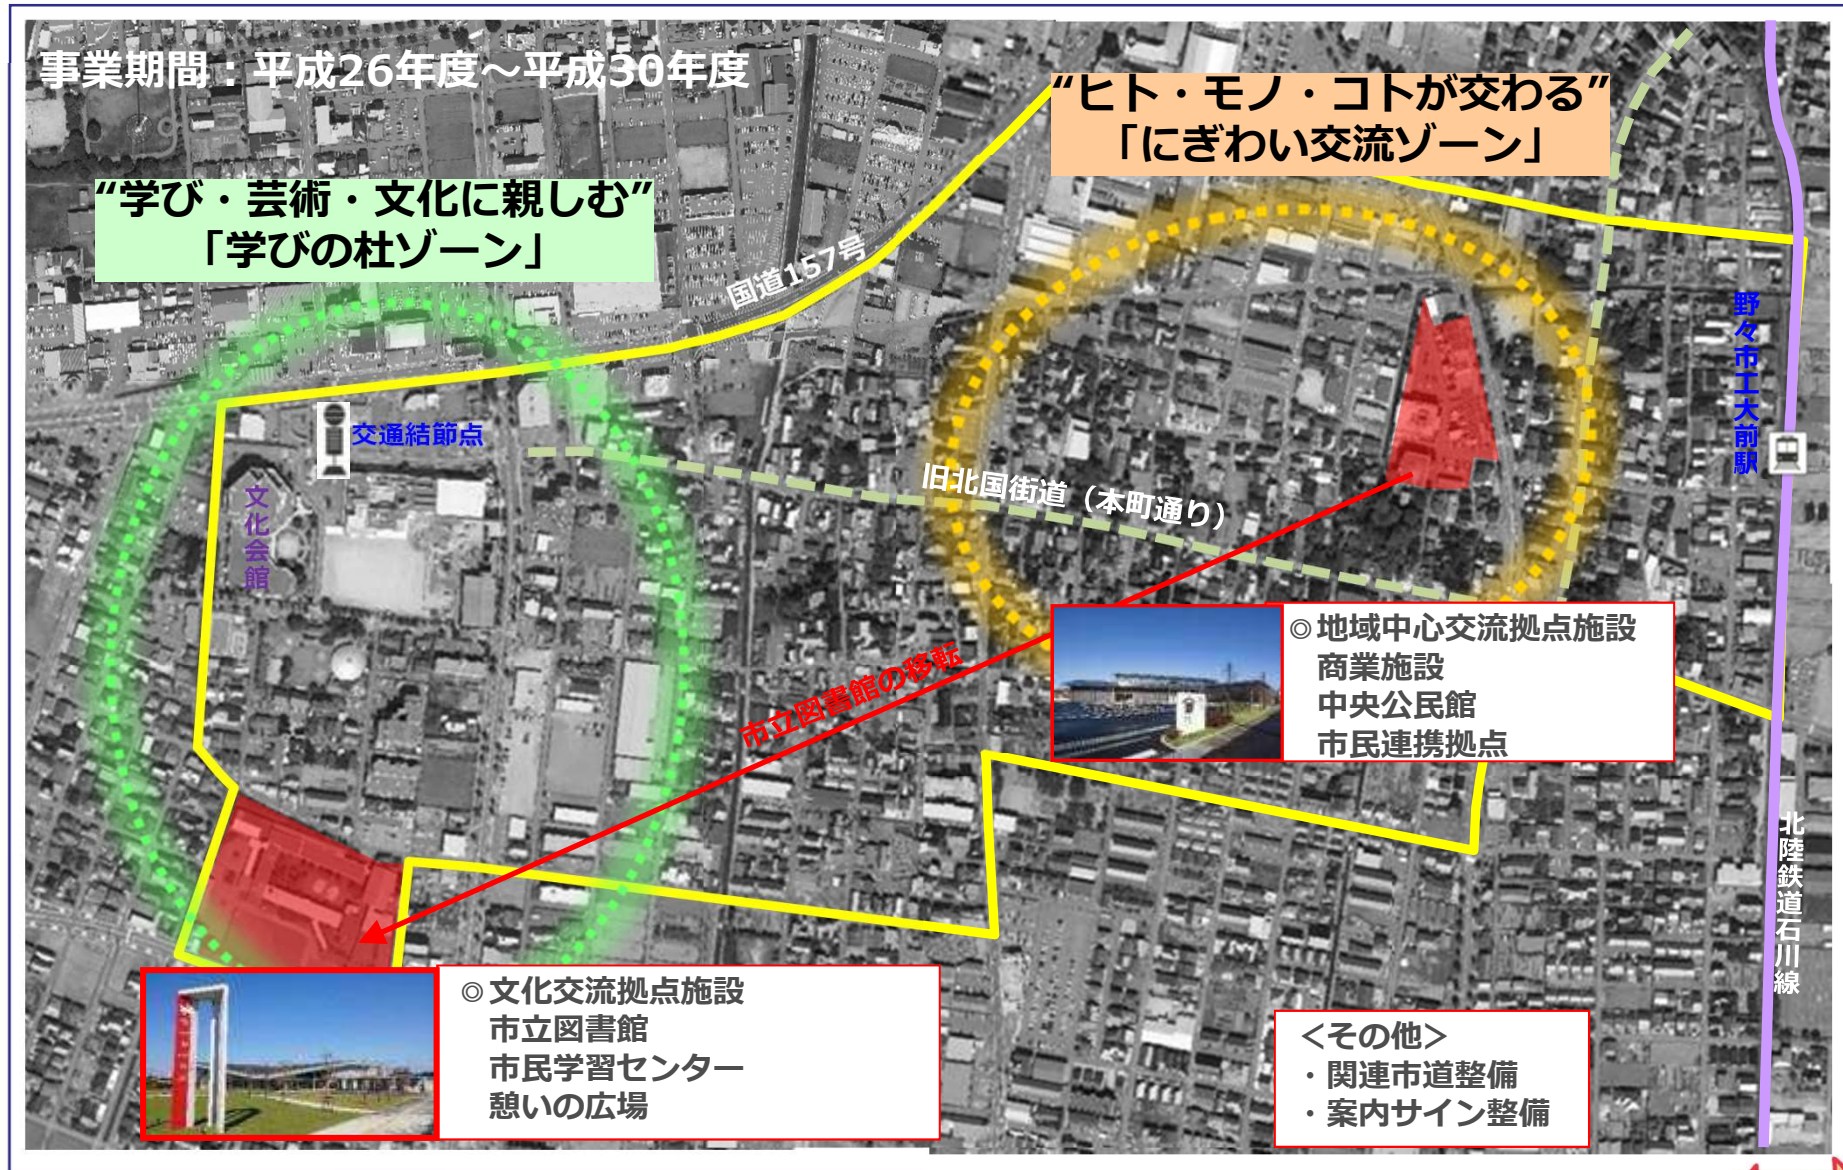 事業期間：平成26年度～平成30年度
“ヒト・モノ・コトが交わる”
「にぎわい交流ゾーン」
“学び・芸術・文化に親しむ”
「学びの杜ゾーン」
国道157号
野々市工大前駅
交通結節点
文化会館
旧北国街道（本町通り）
市立図書館の移転
◎地域中心交流拠点施設
商業施設
中央公民館
市民連携拠点
北陸鉄道石川線
◎文化交流拠点施設
市立図書館
市民学習センター
憩いの広場
＜その他＞
・関連市道整備
・案内サイン整備